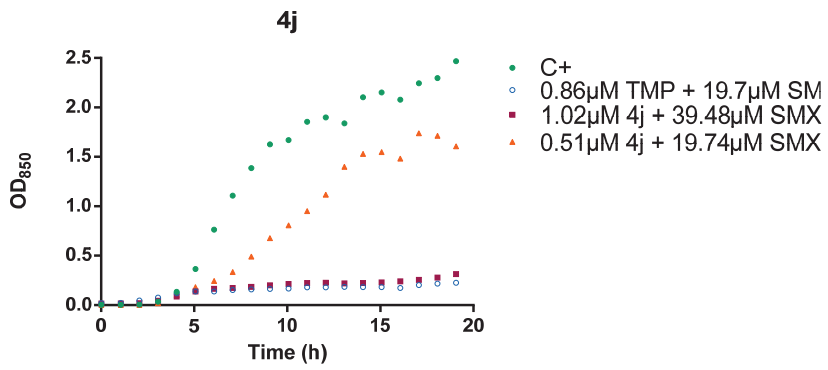 4j
2.5
2.0
1.5
1.0
0.5
0.0
OD850
0
5
10
15
20
Time (h)
C+
0.86µM TMP + 19.7µM SM
1.02µM 4j + 39.48µM SMX
0.51µM 4j + 19.74µM SMX